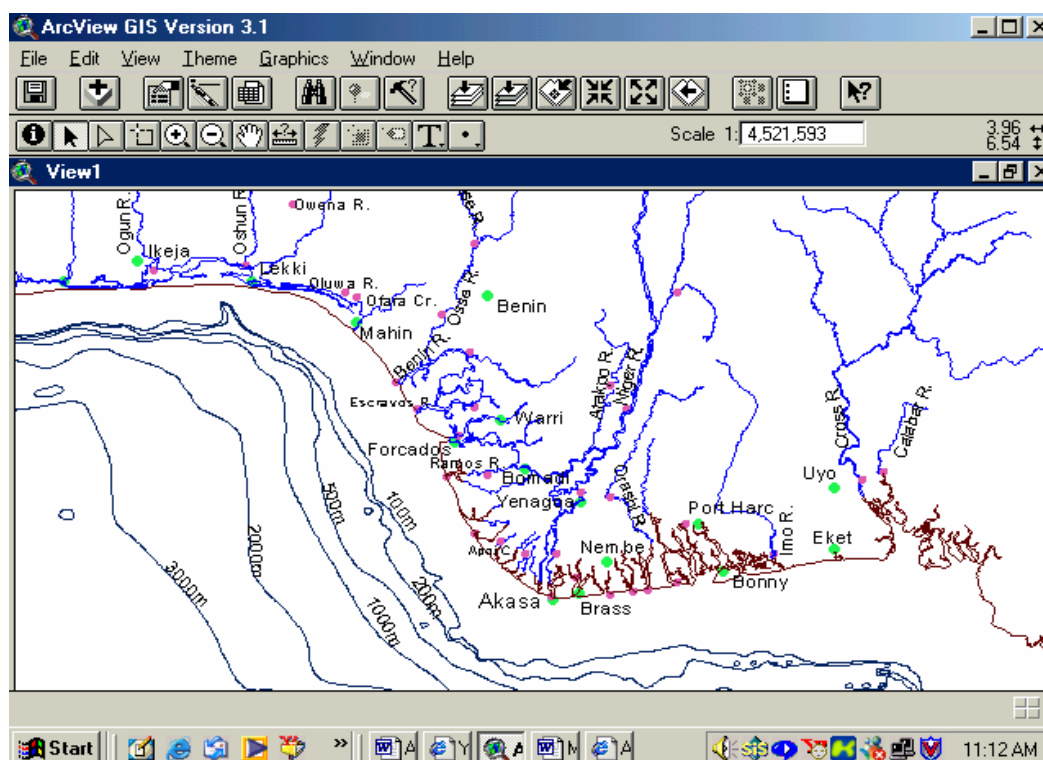 ArcView GIS Version 3.1
File Edit View Theme Graphics Window Help
Scale 1: 4,521,593
3.96
6.54
View1
Ogun R.
Oshun R.
Owena R.
se R.
Ikeja
Lekki
Oluwa R.
Ofara Cr.
Osse R.
Benin
Mahin
Benin R.
Niger R.
Escravos R.
Warri
Cross R.
Calabar R.
Forcados
Ramos R.
Bomadi
Uyo
Yenagoa
Orashi R.
Port Harc
Imo R.
Eket
Nembe
Bonny
Akasa
Brass
100m
200m
500m
1000m
2000m
3000m
Start
»
A
Y
A
M
A
SiS
11:12 AM